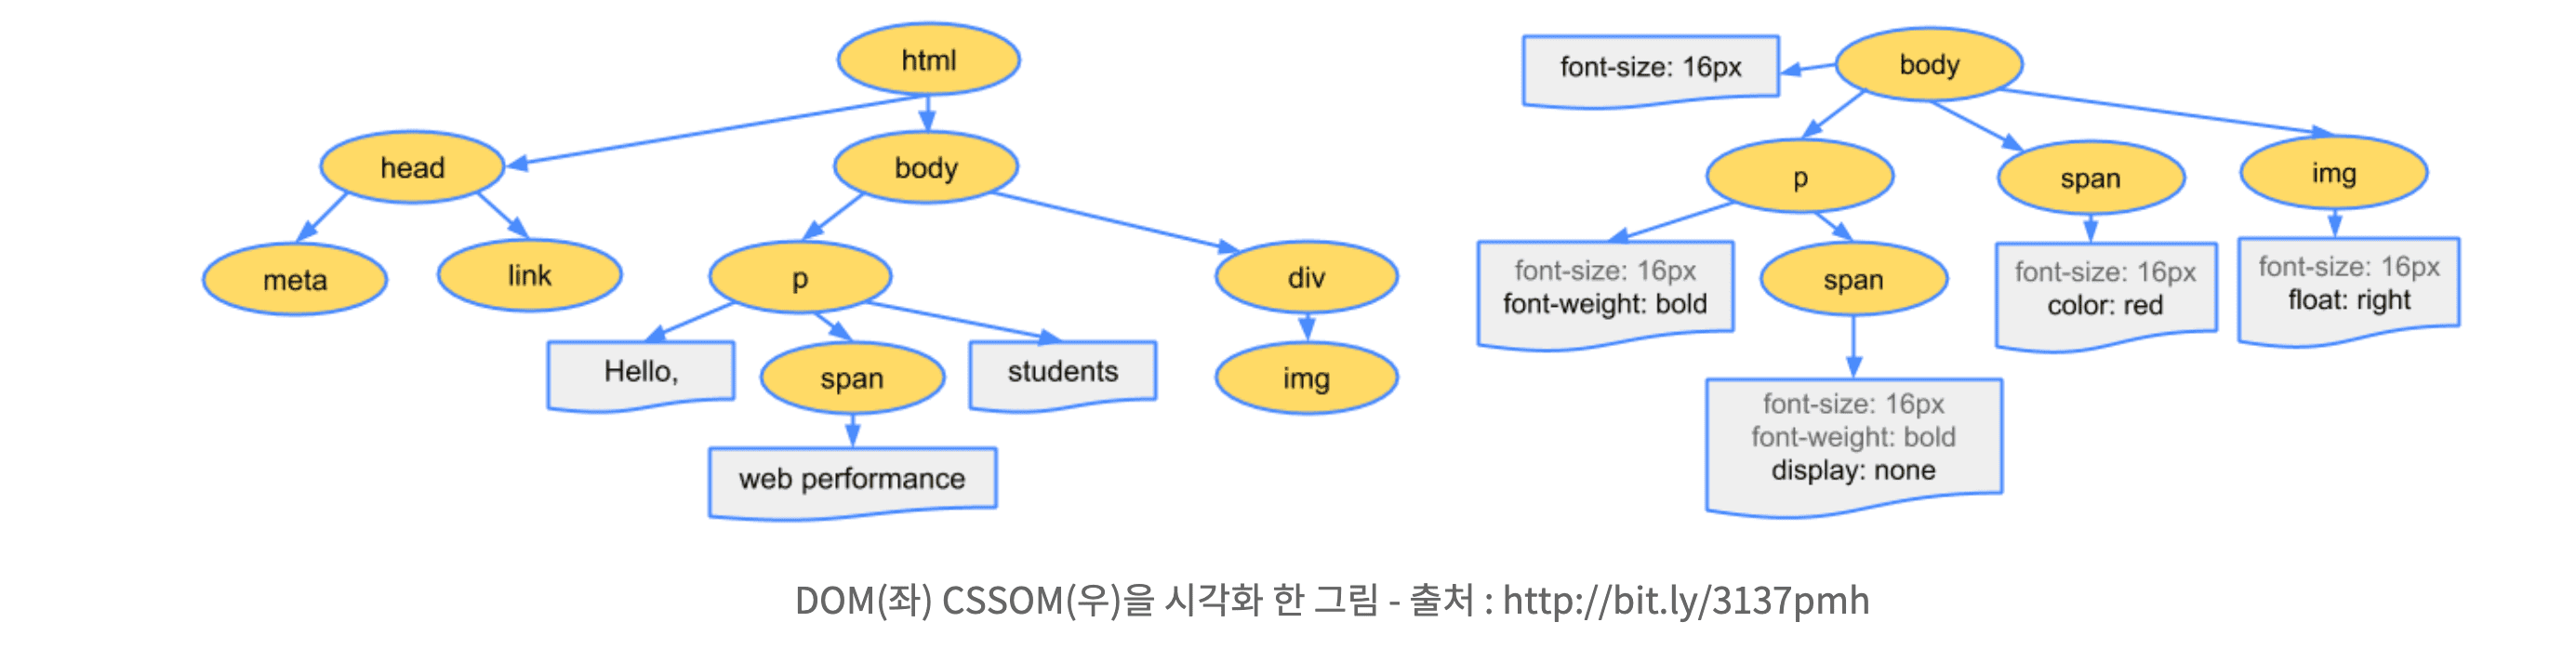 html
head
body
meta
link
p
div
Hello,
span
students
img
web performance
font-size: 16px
body
p
span
img
font-size: 16px
font-weight: bold
span
font-size: 16px
color: red
font-size: 16px
float: right
font-size: 16px
font-weight: bold
display: none
DOM(좌) CSSOM(우)을 시각화 한 그림 - 출처 : http://bit.ly/3137pmh